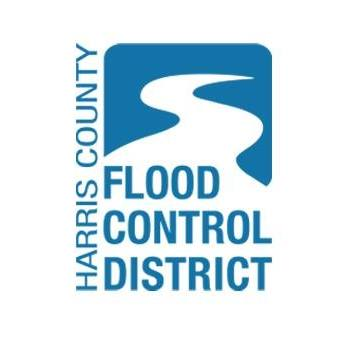 HARRIS COUNTY
FLOOD
CONTROL
DISTRICT